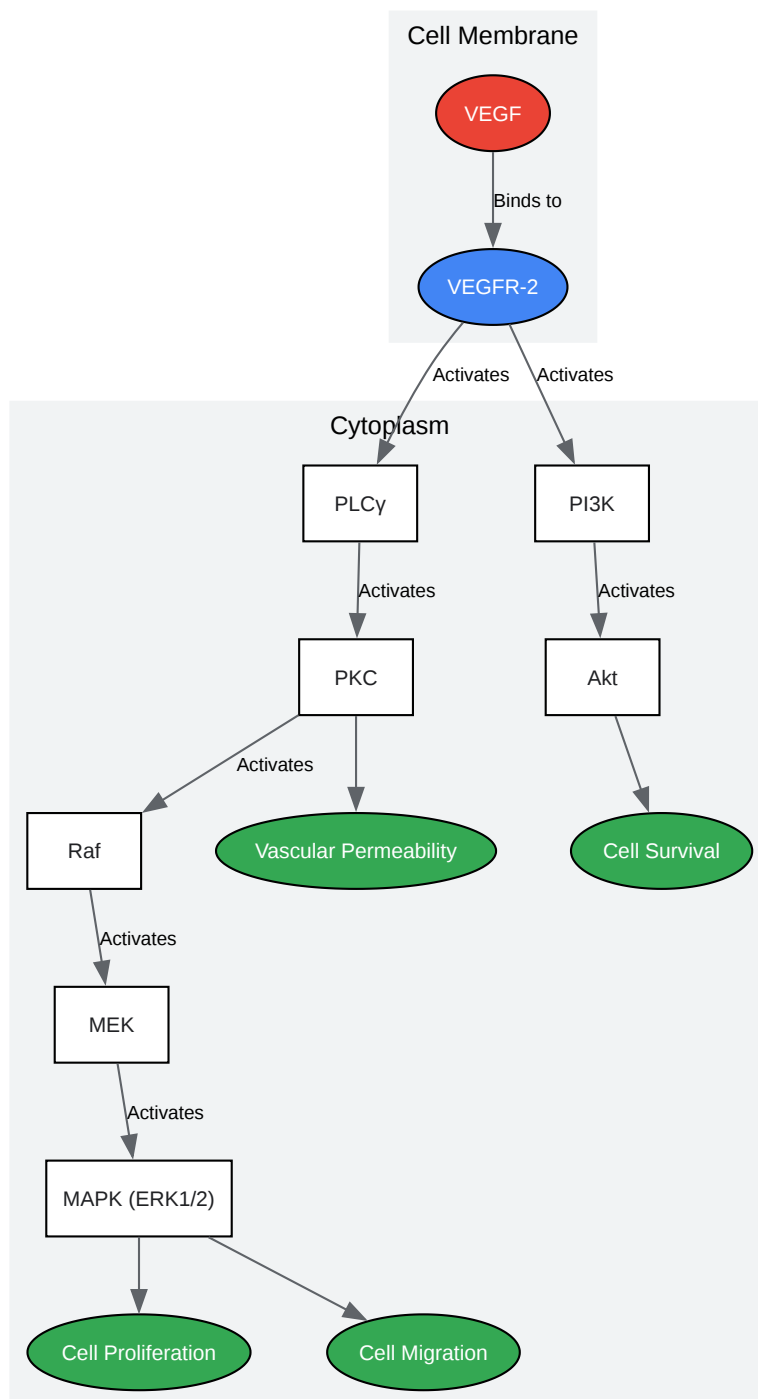 Cell Membrane
VEGF
Binds to
VEGFR-2
Activates
Activates
Cytoplasm
PLCγ
PI3K
Activates
Activates
PKC
Akt
Activates
Raf
Vascular Permeability
Cell Survival
Activates
MEK
Activates
MAPK (ERK1/2)
Cell Proliferation
Cell Migration